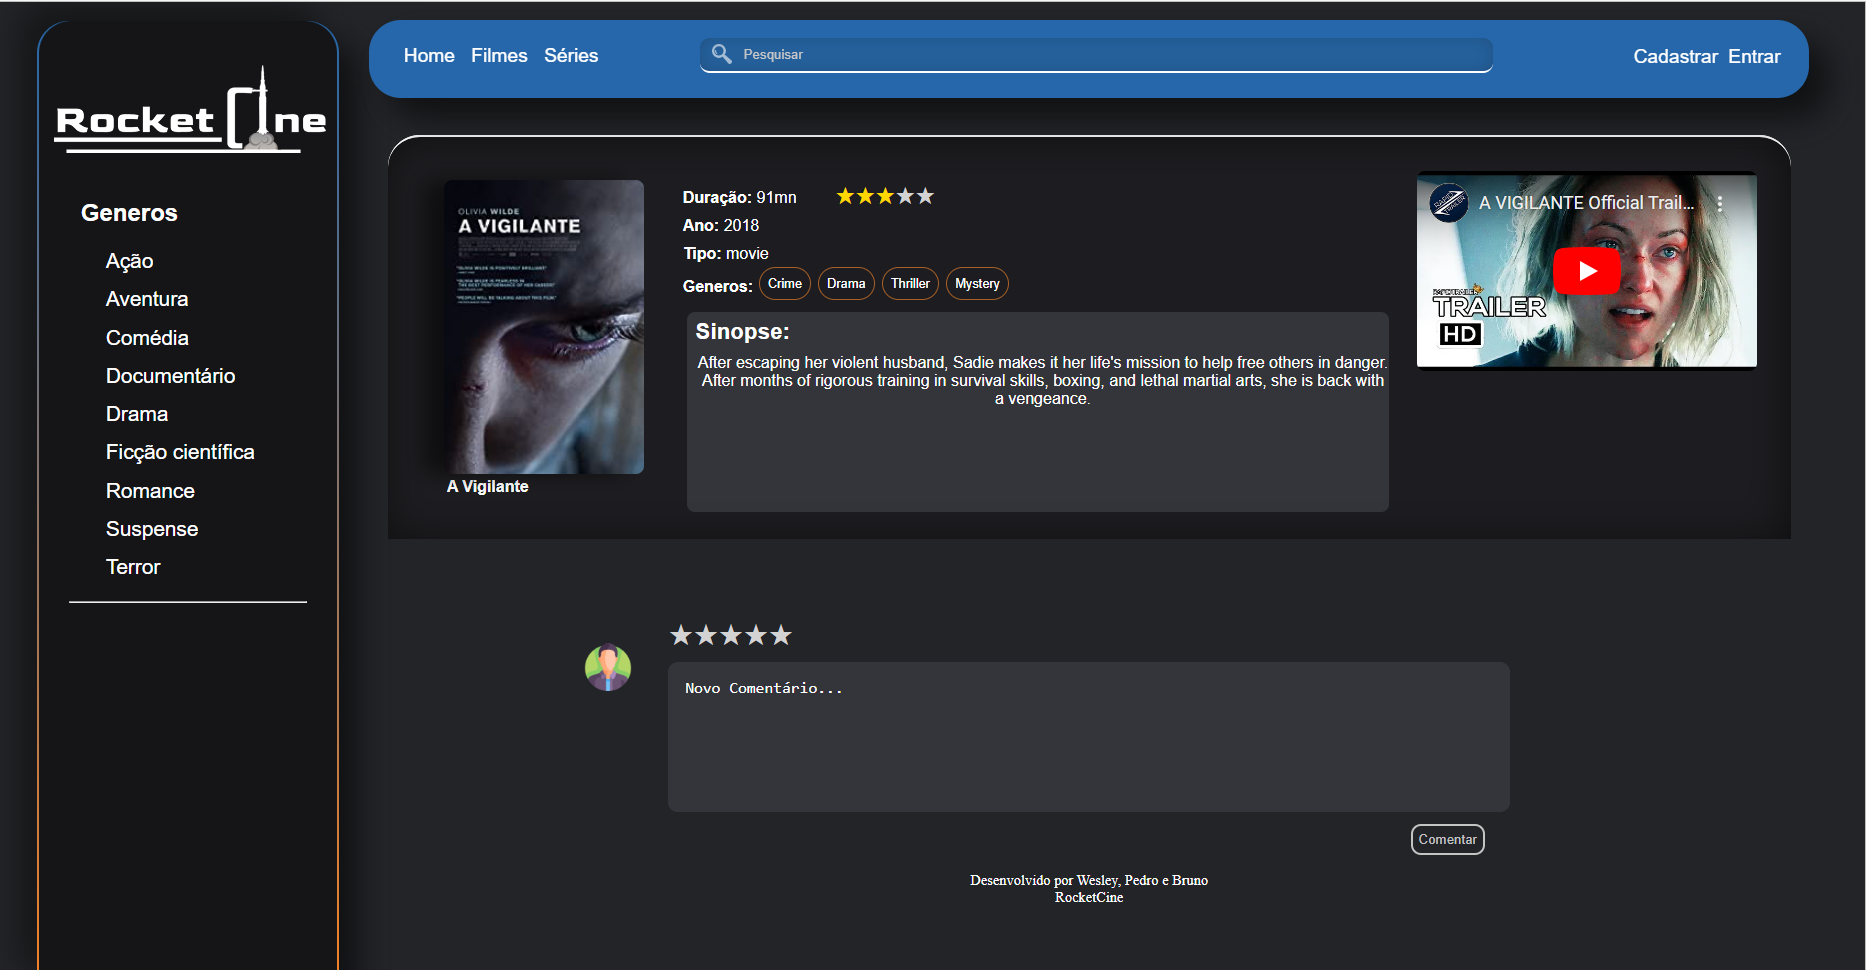 Home Filmes Séries
Pesquisar
Cadastrar Entrar
Rocket Cine
Generos
Ação
Aventura
Comédia
Documentário
Drama
Ficção científica
Romance
Suspense
Terror
OLIVIA WILDE
A VIGILANTE
A Vigilante
Duração: 91mn
Ano: 2018
Tipo: movie
Generos: Crime Drama Thriller Mystery
Sinopse:
After escaping her violent husband, Sadie makes it her life's mission to help free others in danger.
After months of rigorous training in survival skills, boxing, and lethal martial arts, she is back with
a vengeance.
A VIGILANTE Official Trail...
RAPID TRAILER
TRAILER
HD
Novo Comentário...
Comentar
Desenvolvido por Wesley, Pedro e Bruno
RocketCine